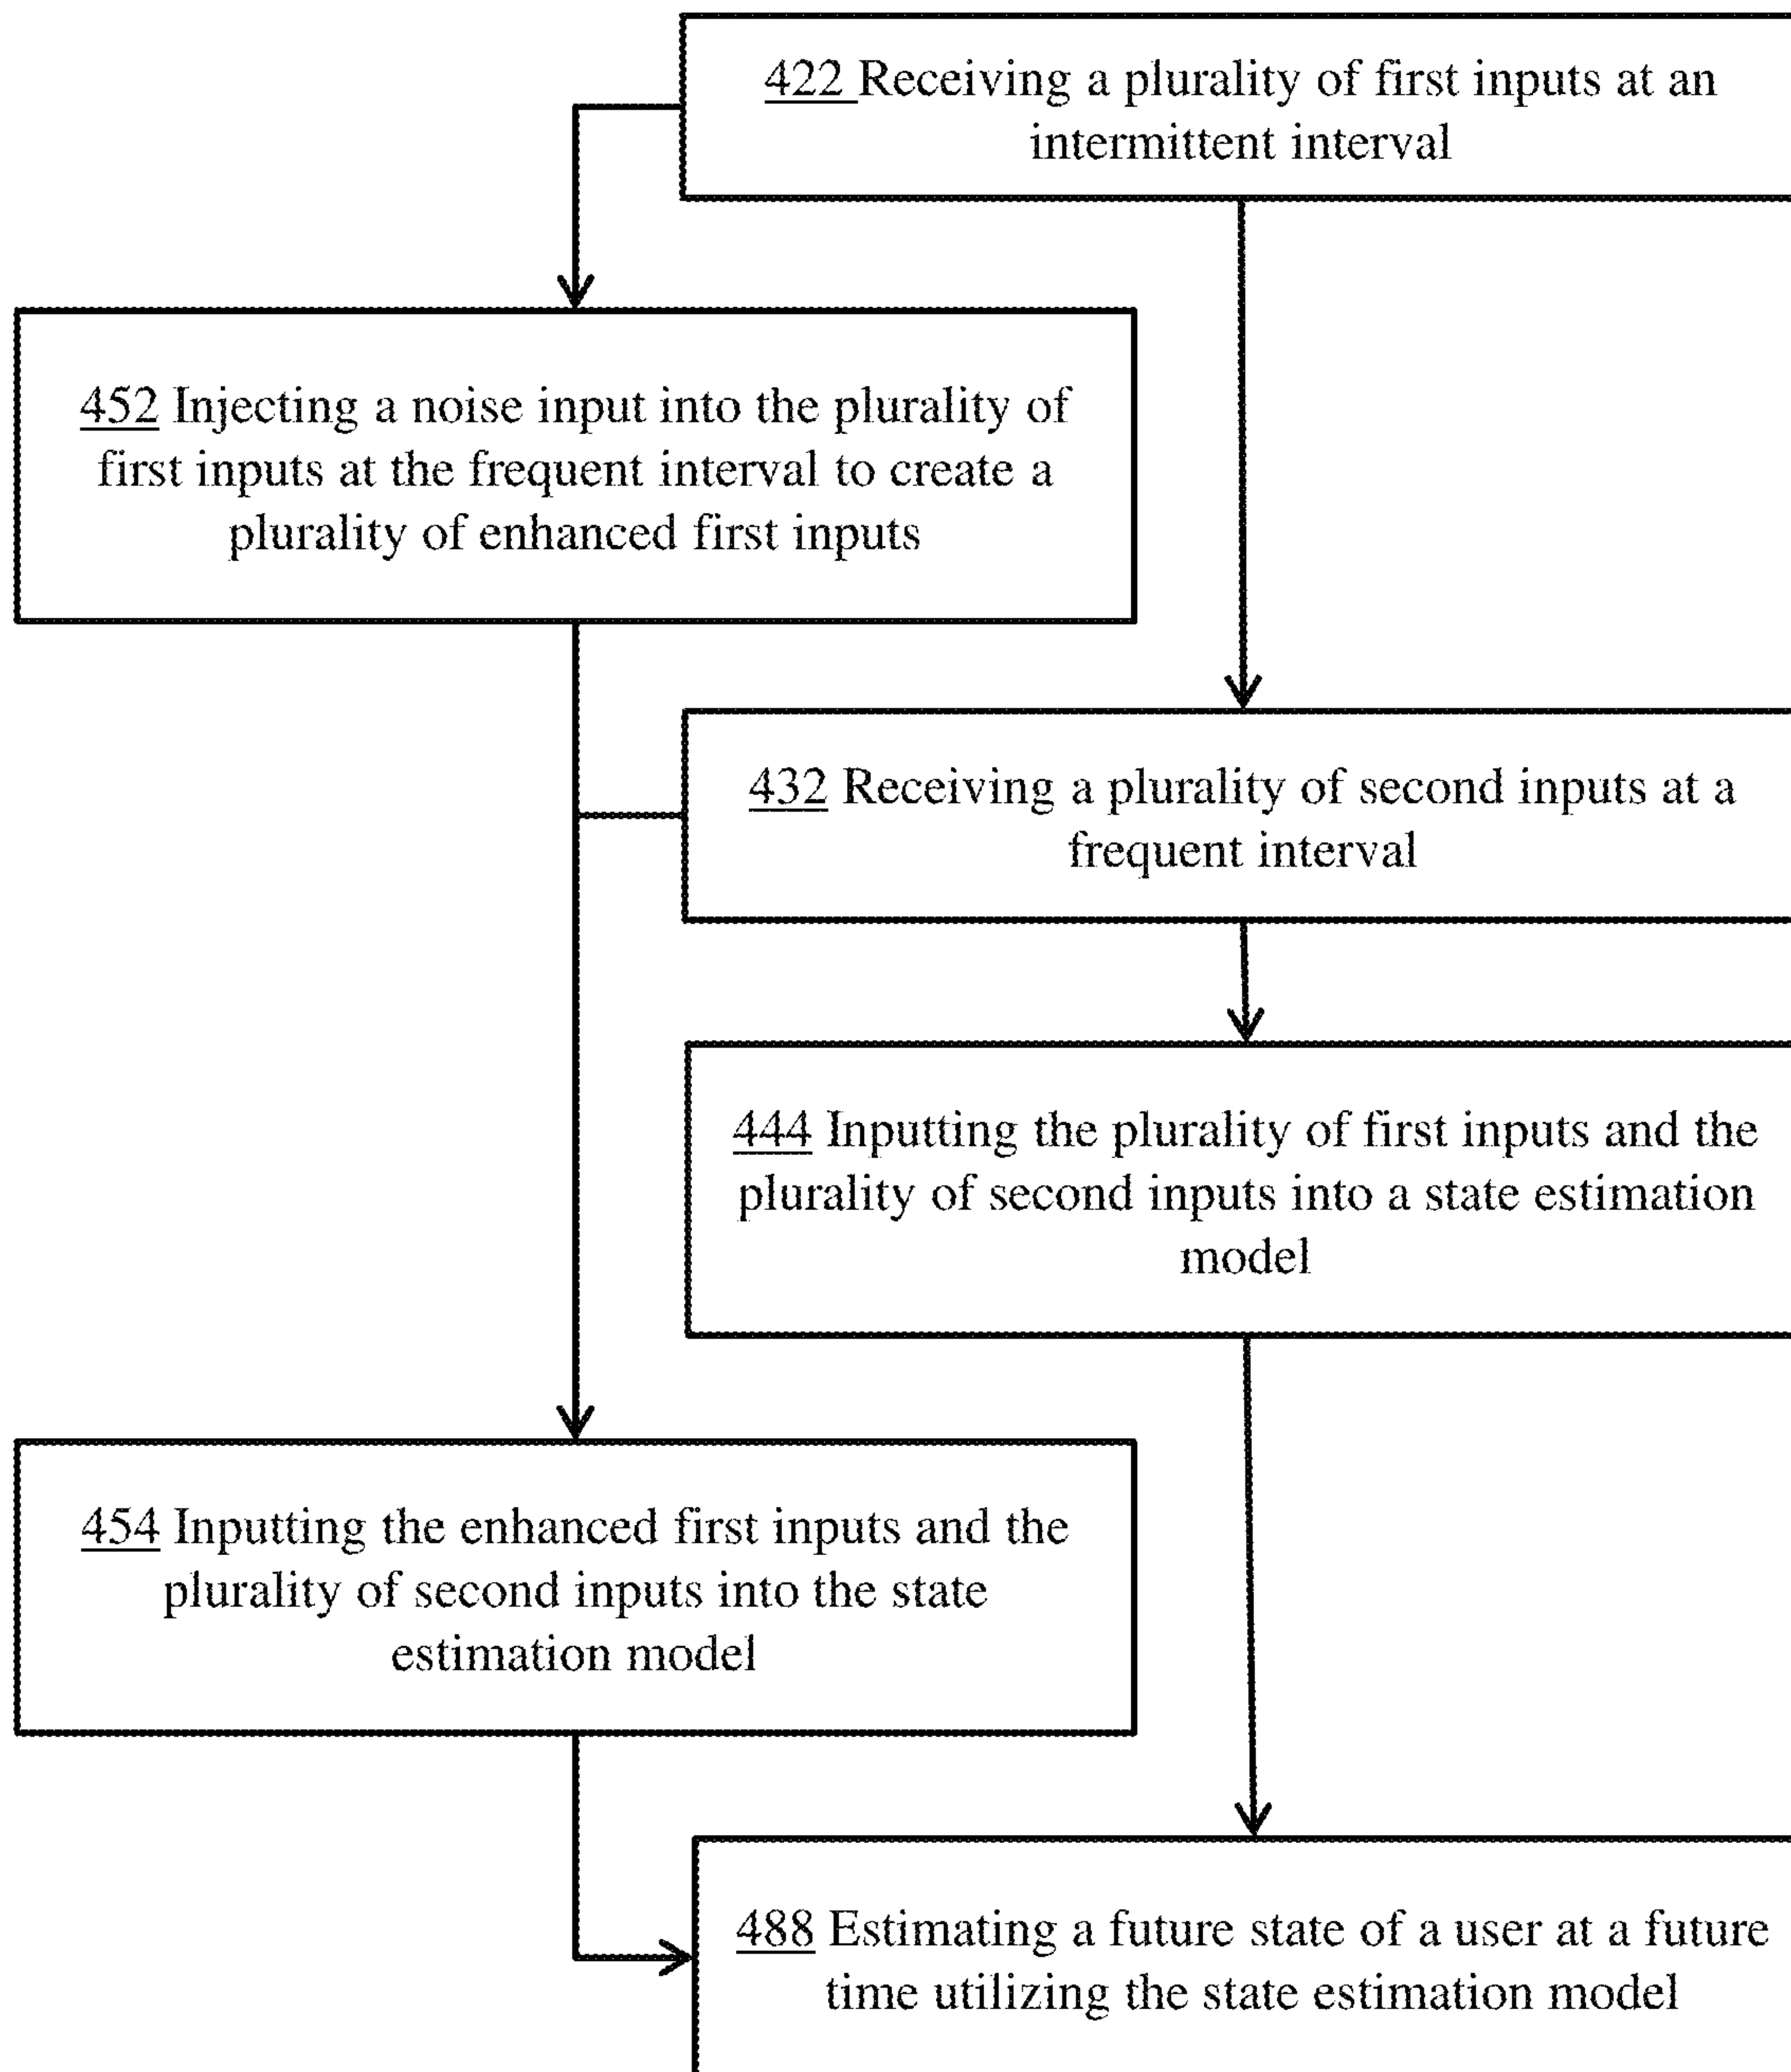 422 Receiving a plurality of first inputs at an
intermittent interval
452 Injecting a noise input into the plurality of
first inputs at the frequent interval to create a
plurality of enhanced first inputs
432 Receiving a plurality of second inputs at a
frequent interval
444 Inputting the plurality of first inputs and the
plurality of second inputs into a state estimation
model
454 Inputting the enhanced first inputs and the
plurality of second inputs into the state
estimation model
488 Estimating a future state of a user at a future
time utilizing the state estimation model